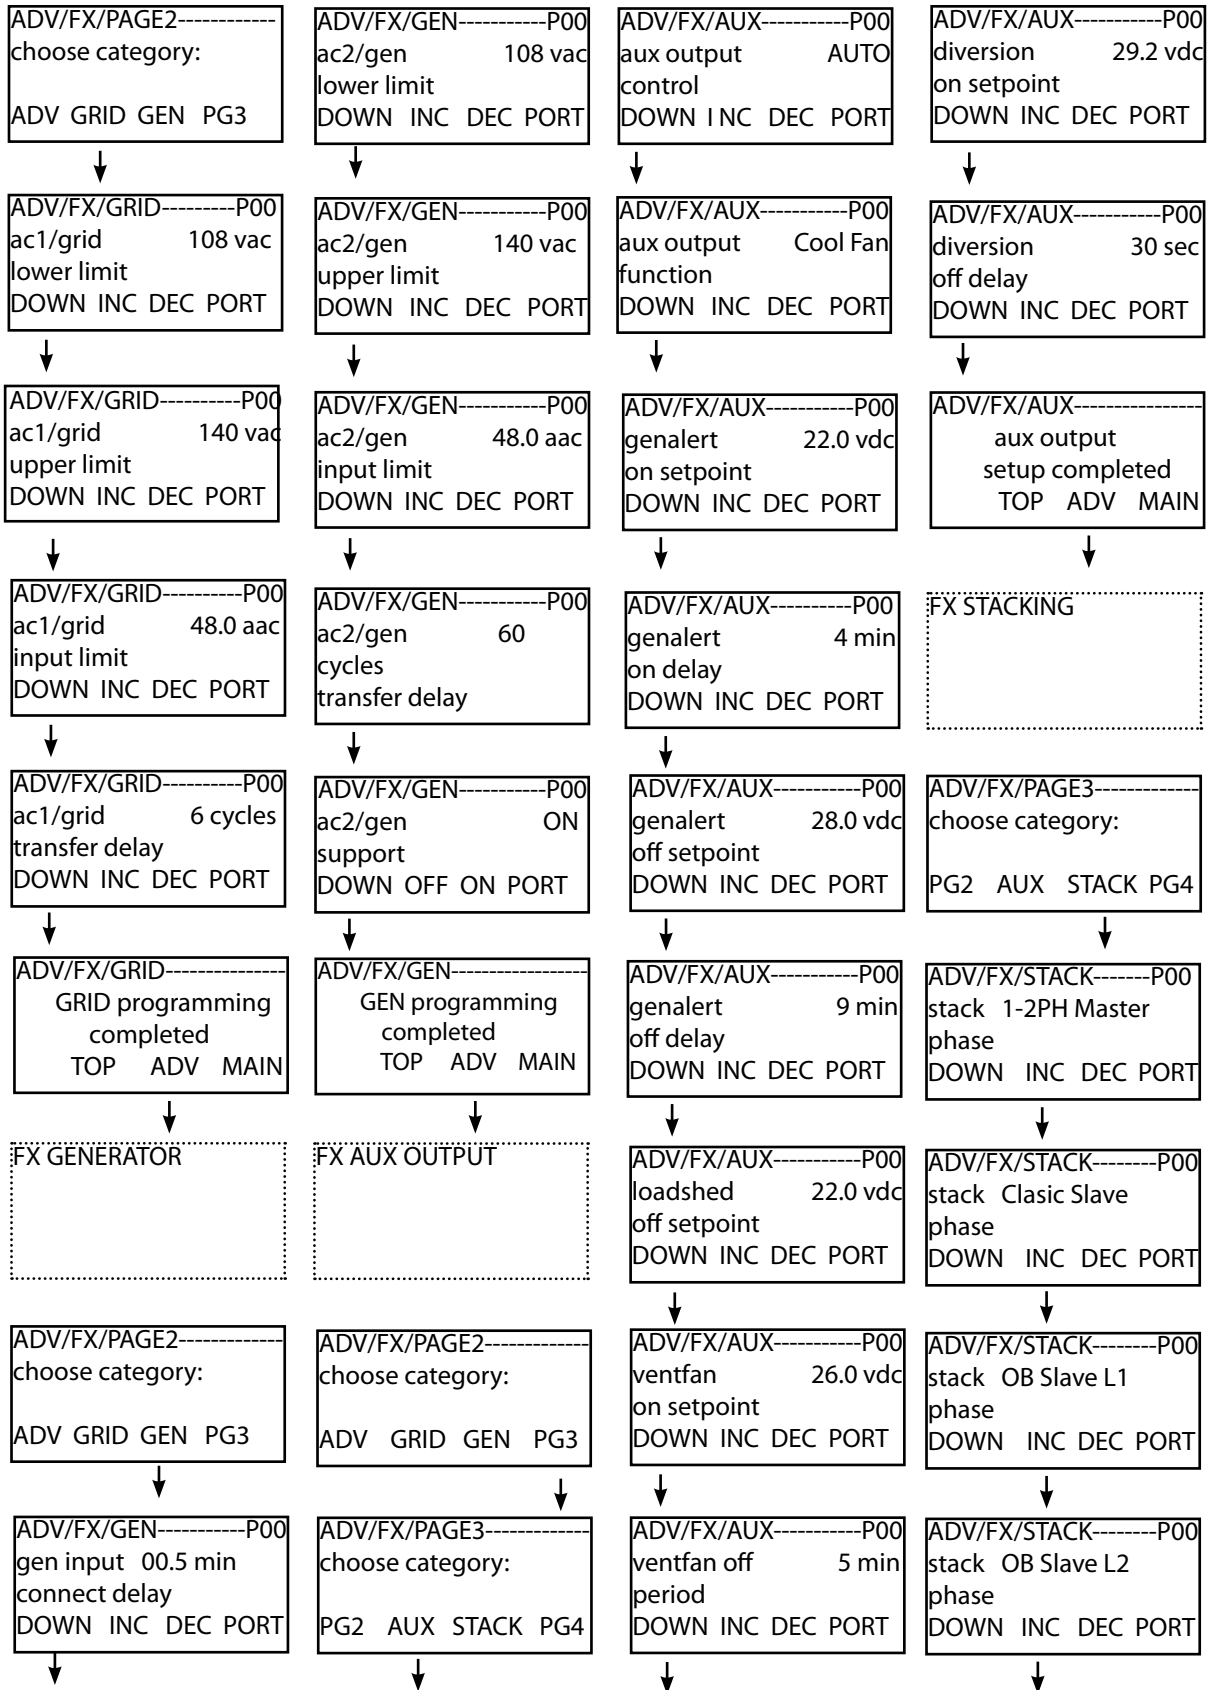 ADV/FX/PAGE2------------
choose category:
ADV GRID GEN PG3
ADV/FX/GRID---------P00
ac1/grid 108 vac
lower limit
DOWN INC DEC PORT
ADV/FX/GRID----------P00
ac1/grid 140 vac
upper limit
DOWN INC DEC PORT
ADV/FX/GRID----------P00
ac1/grid 48.0 aac
input limit
DOWN INC DEC PORT
ADV/FX/GRID----------P00
ac1/grid 6 cycles
transfer delay
DOWN INC DEC PORT
ADV/FX/GRID---------------
GRID programming
completed
TOP ADV MAIN
FX GENERATOR
ADV/FX/PAGE2-------------
choose category:
ADV GRID GEN PG3
ADV/FX/GEN-----------P00
gen input 00.5 min
connect delay
DOWN INC DEC PORT
ADV/FX/GEN-----------P00
ac2/gen 108 vac
lower limit
DOWN INC DEC PORT
ADV/FX/GEN-----------P00
ac2/gen 140 vac
upper limit
DOWN INC DEC PORT
ADV/FX/GEN-----------P00
ac2/gen 48.0 aac
input limit
DOWN INC DEC PORT
ADV/FX/GEN-----------P00
ac2/gen 60
cycles
transfer delay
ADV/FX/GEN-----------P00
ac2/gen ON
support
DOWN OFF ON PORT
ADV/FX/GEN-----------------
GEN programming
completed
TOP ADV MAIN
FX AUX OUTPUT
ADV/FX/PAGE2-------------
choose category:
ADV GRID GEN PG3
ADV/FX/PAGE3-------------
choose category:
PG2 AUX STACK PG4
ADV/FX/AUX-----------P00
aux output AUTO
control
DOWN I NC DEC PORT
ADV/FX/AUX-----------P00
aux output Cool Fan
function
DOWN INC DEC PORT
ADV/FX/AUX-----------P00
genalert 22.0 vdc
on setpoint
DOWN INC DEC PORT
ADV/FX/AUX----------P00
genalert 4 min
on delay
DOWN INC DEC PORT
ADV/FX/AUX-----------P00
genalert 28.0 vdc
off setpoint
DOWN INC DEC PORT
ADV/FX/AUX-----------P00
genalert 9 min
off delay
DOWN INC DEC PORT
ADV/FX/AUX-----------P00
loadshed 22.0 vdc
off setpoint
DOWN INC DEC PORT
ADV/FX/AUX-----------P00
ventfan 26.0 vdc
on setpoint
DOWN INC DEC PORT
ADV/FX/AUX-----------P00
ventfan off 5 min
period
DOWN INC DEC PORT
ADV/FX/AUX-----------P00
diversion 29.2 vdc
on setpoint
DOWN INC DEC PORT
ADV/FX/AUX-----------P00
diversion 30 sec
off delay
DOWN INC DEC PORT
ADV/FX/AUX----------------
aux output
setup completed
TOP ADV MAIN
FX STACKING
ADV/FX/PAGE3-------------
choose category:
PG2 AUX STACK PG4
ADV/FX/STACK-------P00
stack 1-2PH Master
phase
DOWN INC DEC PORT
ADV/FX/STACK--------P00
stack Clasic Slave
phase
DOWN INC DEC PORT
ADV/FX/STACK--------P00
stack OB Slave L1
phase
DOWN INC DEC PORT
ADV/FX/STACK--------P00
stack OB Slave L2
phase
DOWN INC DEC PORT